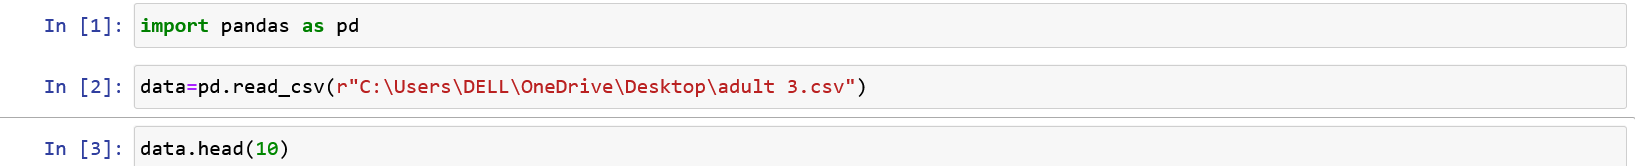 In [1]: import pandas as pd
In [2]: data=pd.read_csv(r"C:\Users\DELL\OneDrive\Desktop\adult 3.csv")
In [3]: data.head(10)